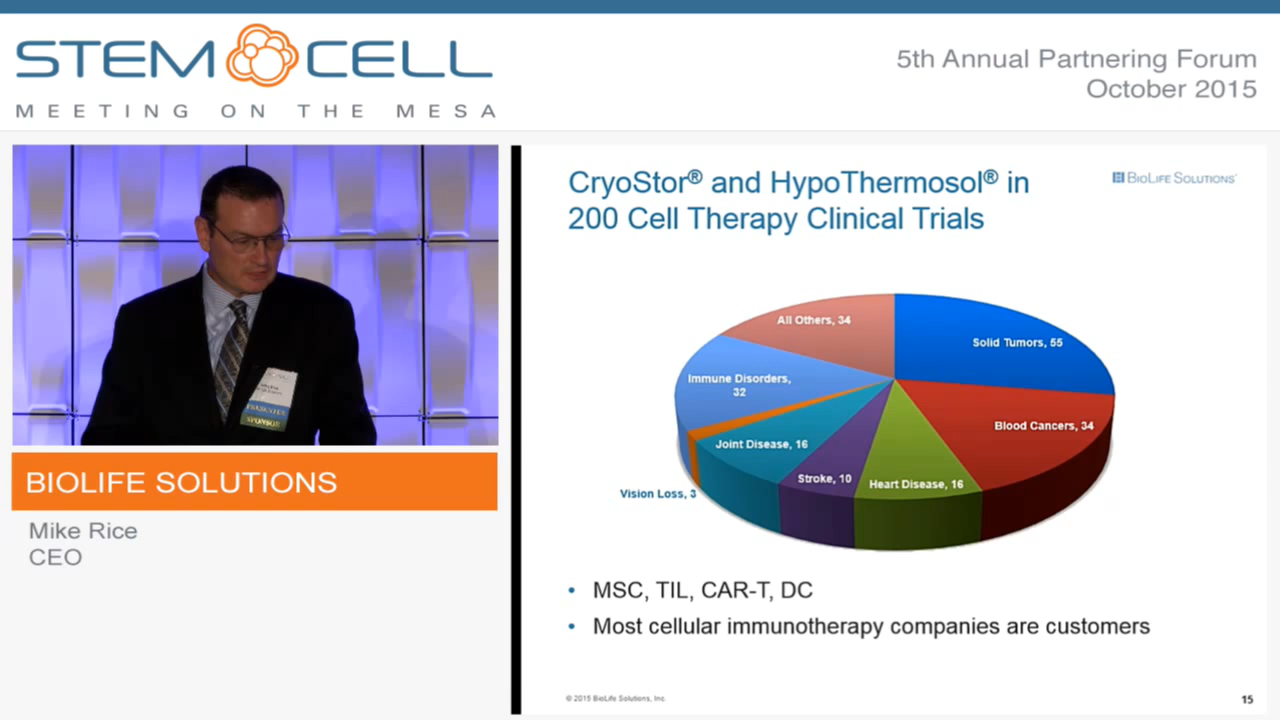 STEM CELL
MEETING ON THE MESA
5th Annual Partnering Forum
October 2015
CryoStor® and HypoThermosol® in
200 Cell Therapy Clinical Trials
BIOLIFE SOLUTIONS
All Others, 34
Solid Tumors, 55
Immune Disorders,
32
Blood Cancers, 34
Joint Disease, 16
Stroke, 10
Heart Disease, 16
Vision Loss, 3
• MSC, TIL, CAR-T, DC
• Most cellular immunotherapy companies are customers
© 2015 BioLife Solutions, Inc.
15
SPONSOR
BIOLIFE SOLUTIONS
Mike Rice
CEO